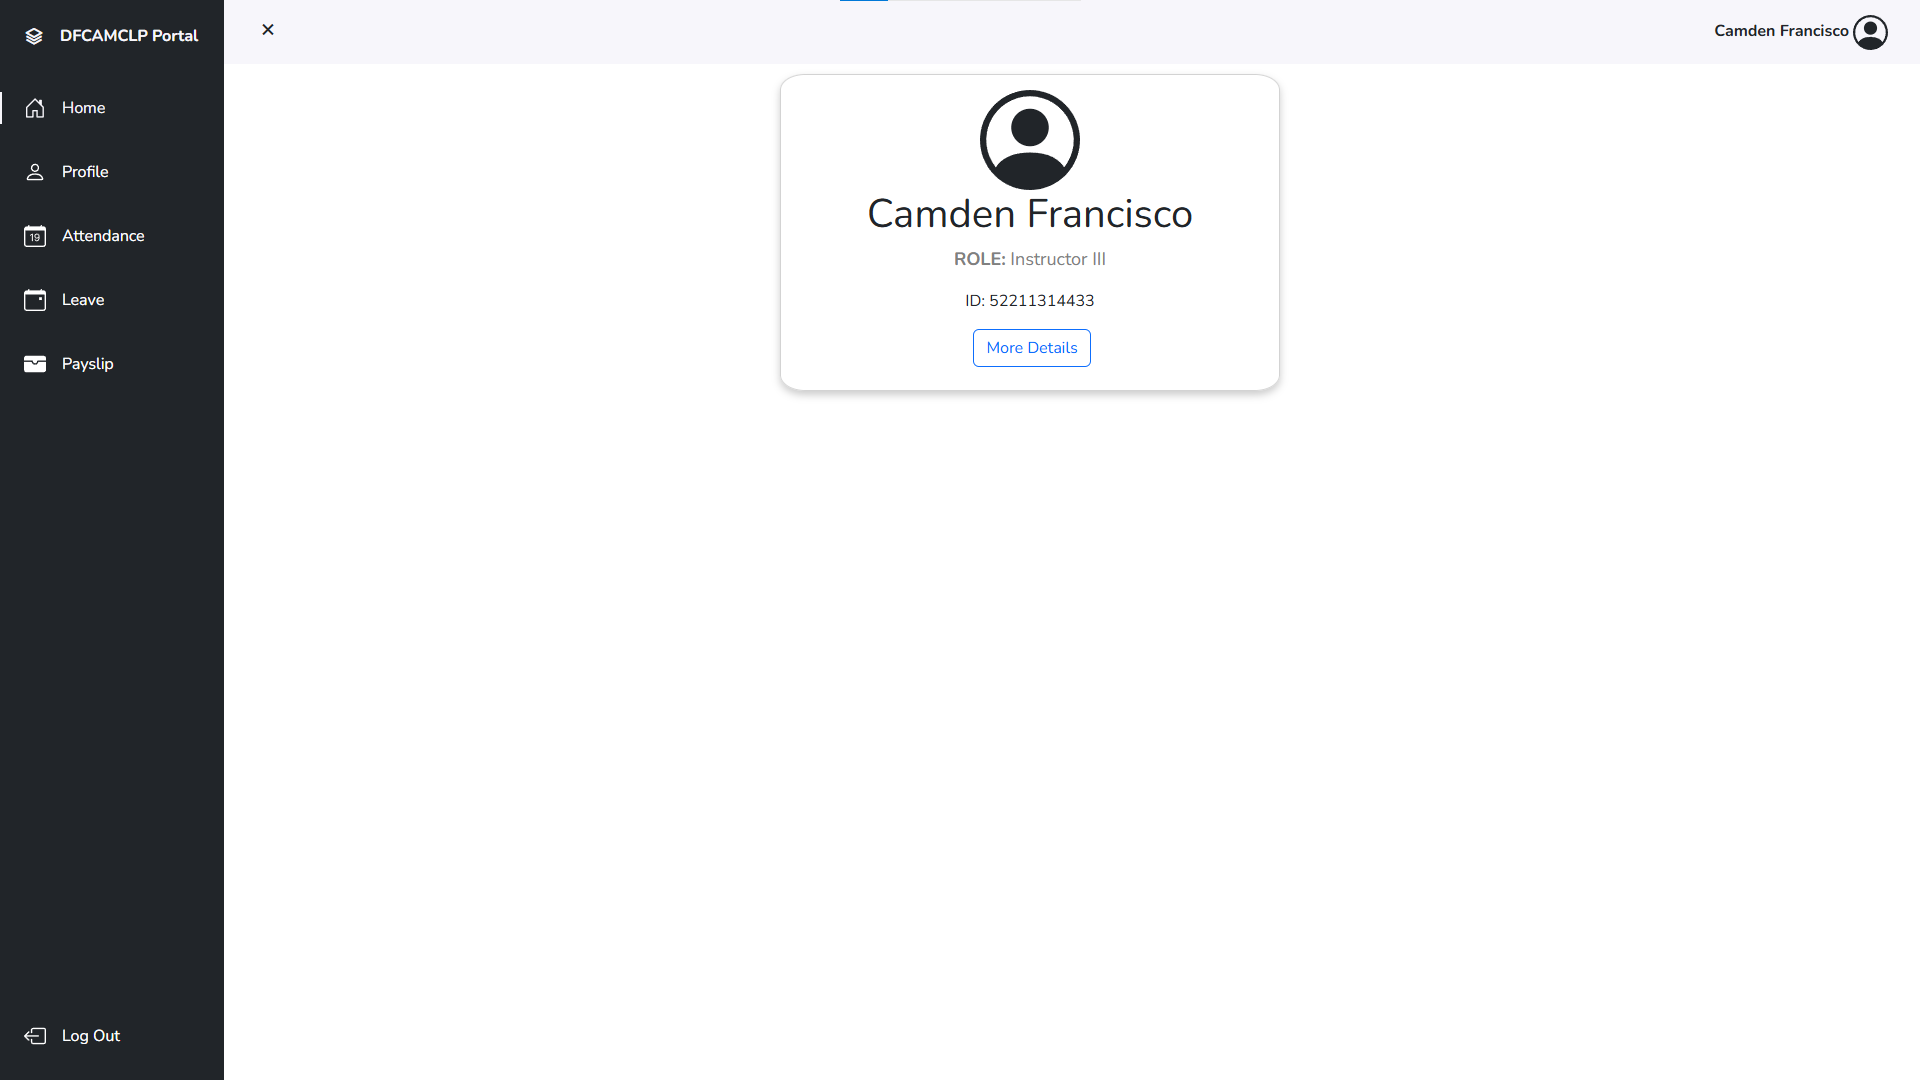 DFCAMCLP Portal
Camden Francisco
Home
Profile
19
Attendance
Leave
Payslip
Log Out
Camden Francisco
ROLE: Instructor III
ID: 52211314433
More Details